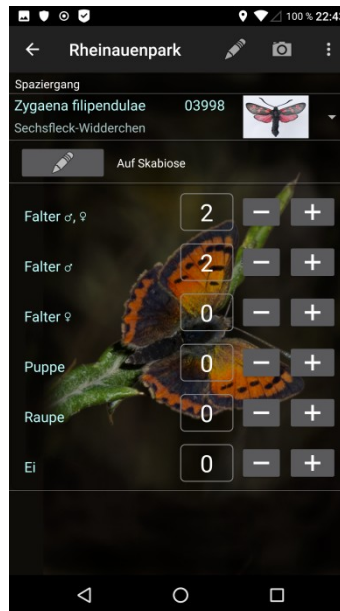 100 % 22:43
Rheinauenpark
Spaziergang
Zygaena filipendulae 03998
Sechsfleck-Widderchen
Auf Skabiose
Falter ♂, ♀ 2 − +
Falter ♂ 2 − +
Falter ♀ 0 − +
Puppe 0 − +
Raupe 0 − +
Ei 0 − +